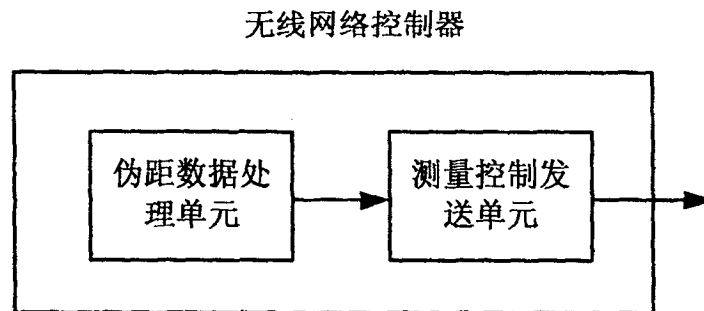 无线网络控制器
伪距数据处
理单元
测量控制发
送单元